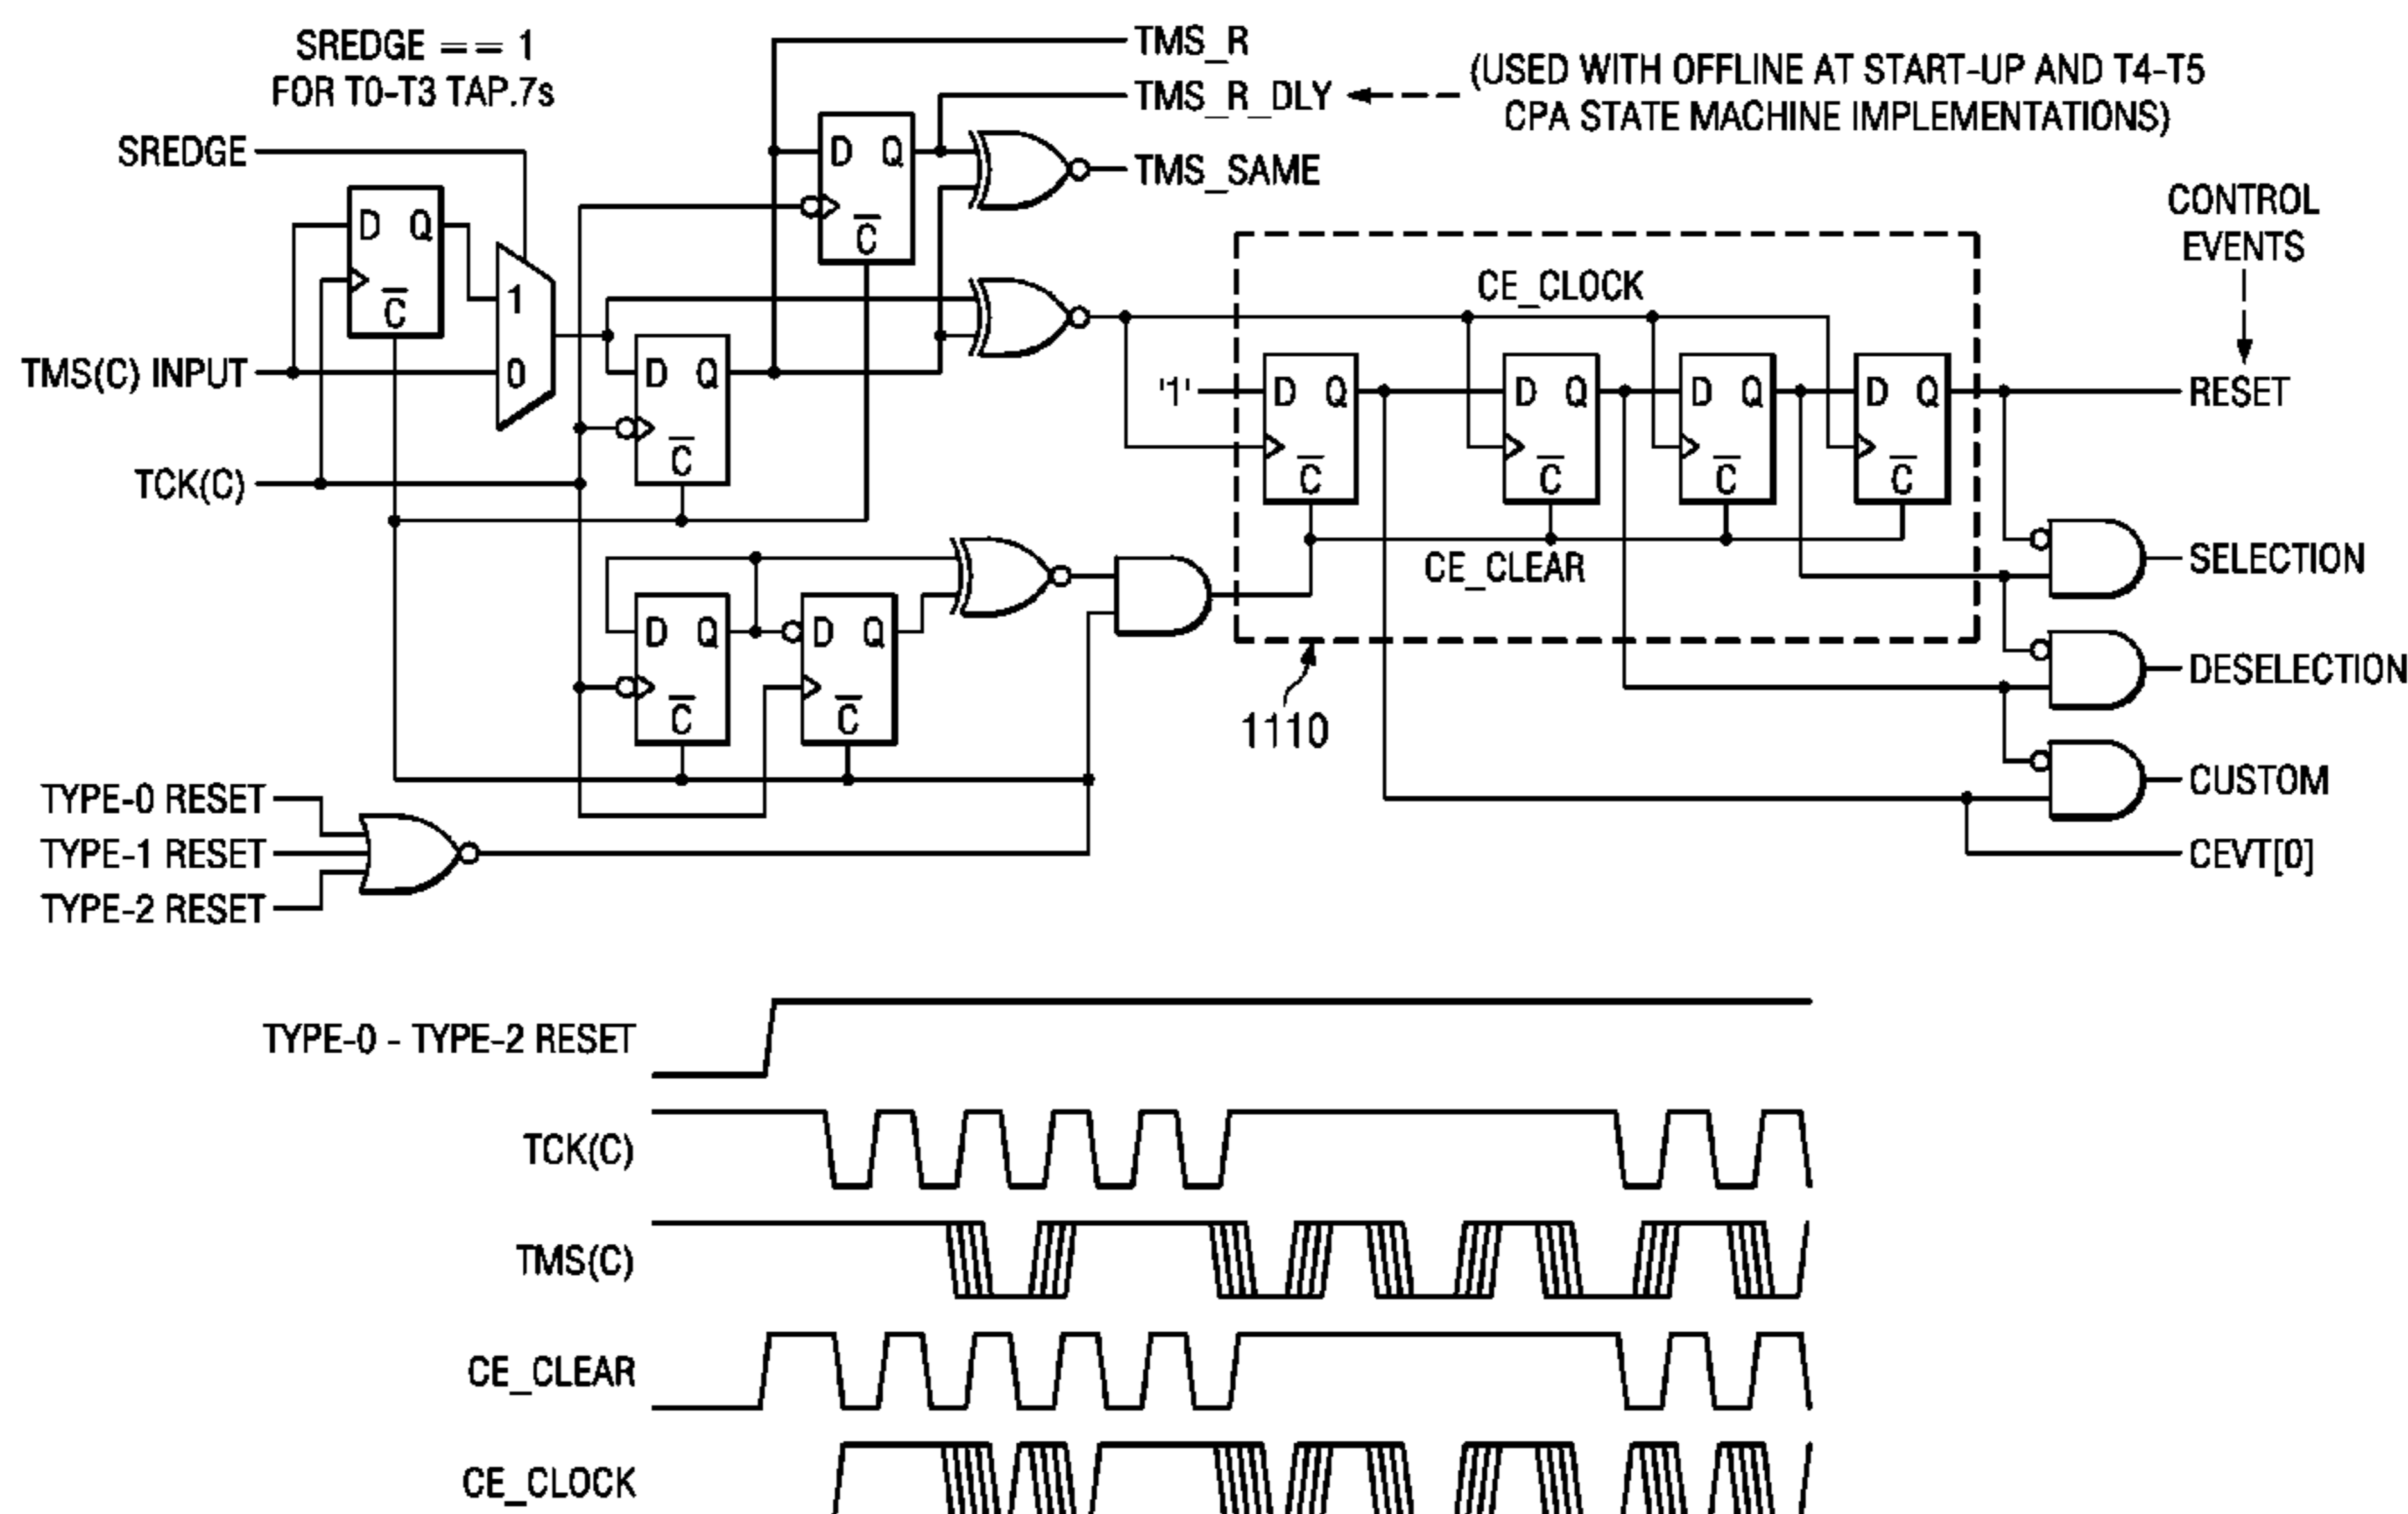 SREDGE == 1
FOR T0-T3 TAP.7s
TMS_R
TMS_R_DLY
(USED WITH OFFLINE AT START-UP AND T4-T5
CPA STATE MACHINE IMPLEMENTATIONS)
SREDGE
D Q
C
TMS_SAME
CONTROL
EVENTS
D Q
C
1
0
CE_CLOCK
TMS(C) INPUT
D Q
C
'1'
D Q
C
D Q
C
D Q
C
D Q
C
RESET
TCK(C)
CE_CLEAR
SELECTION
D Q
C
D Q
C
1110
DESELECTION
CUSTOM
TYPE-0 RESET
TYPE-1 RESET
TYPE-2 RESET
CEVT[0]
TYPE-0 - TYPE-2 RESET
TCK(C)
TMS(C)
CE_CLEAR
CE_CLOCK